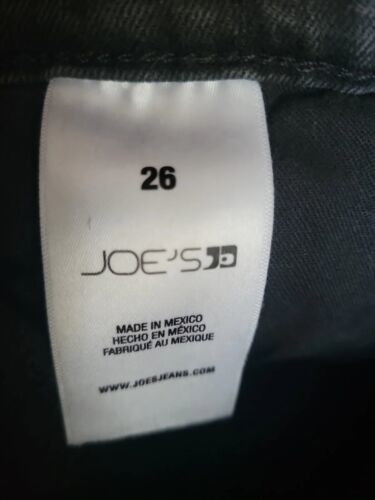 26
JOE'S
MADE IN MEXICO
HECHO EN MÉXICO
FABRIQUÉ AU MEXIQUE
WWW.JOESJEANS.COM